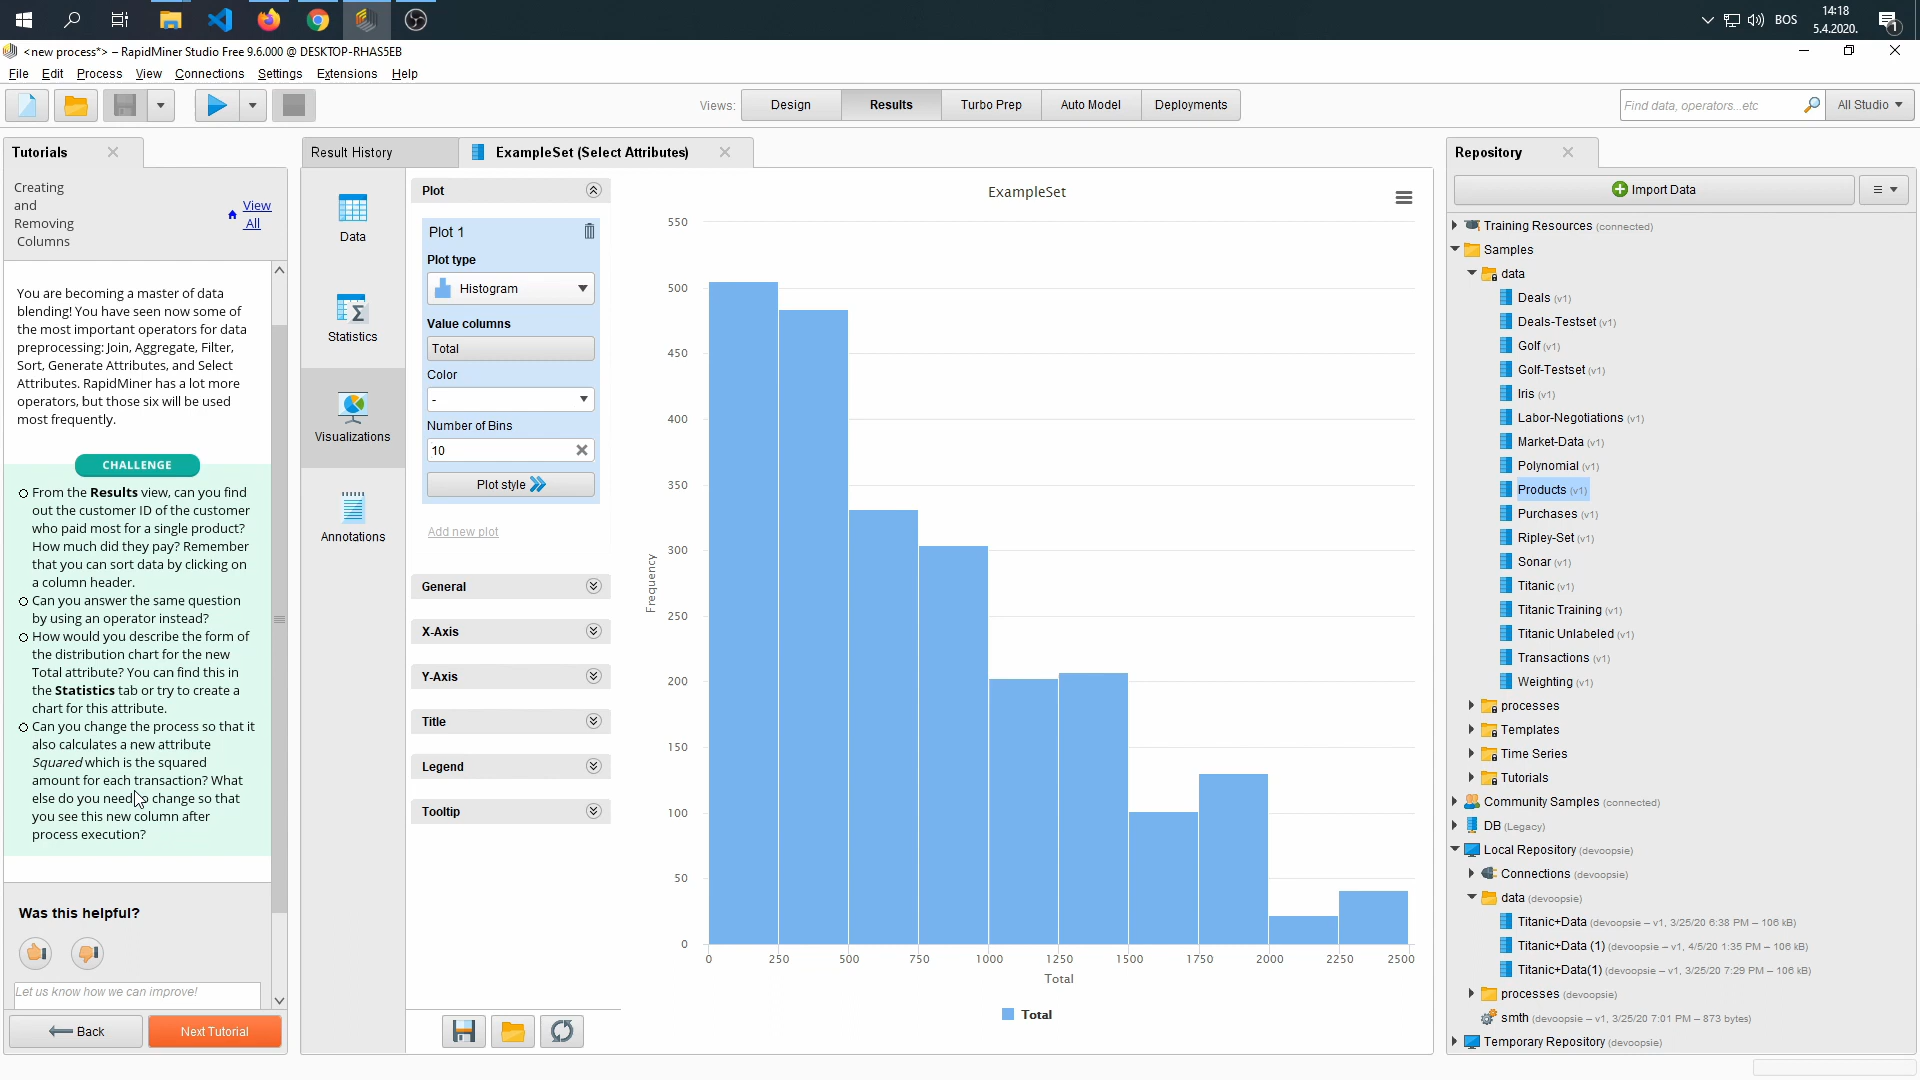 14:18
BOS
5.4.2020.
1
<new process*> – RapidMiner Studio Free 9.6.000 @ DESKTOP-RHAS5EB
File Edit Process View Connections Settings Extensions Help
Views: Design Results Turbo Prep Auto Model Deployments
Find data, operators...etc
All Studio
Tutorials
Creating
and
Removing
Columns
View
All
You are becoming a master of data
blending! You have seen now some of
the most important operators for data
preprocessing: Join, Aggregate, Filter,
Sort, Generate Attributes, and Select
Attributes. RapidMiner has a lot more
operators, but those six will be used
most frequently.
CHALLENGE
From the Results view, can you find
out the customer ID of the customer
who paid most for a single product?
How much did they pay? Remember
that you can sort data by clicking on
a column header.
Can you answer the same question
by using an operator instead?
How would you describe the form of
the distribution chart for the new
Total attribute? You can find this in
the Statistics tab or try to create a
chart for this attribute.
Can you change the process so that it
also calculates a new attribute
Squared which is the squared
amount for each transaction? What
else do you need to change so that
you see this new column after
process execution?
Was this helpful?
Let us know how we can improve!
Back
Next Tutorial
Result History
ExampleSet (Select Attributes)
Data
Statistics
Visualizations
Annotations
Plot
Plot 1
Plot type
Histogram
Value columns
Total
Color
-
Number of Bins
10
Plot style
Add new plot
General
X-Axis
Y-Axis
Title
Legend
Tooltip
ExampleSet
550
500
450
400
350
300
250
200
150
100
50
0
Frequency
0 250 500 750 1000 1250 1500 1750 2000 2250 2500
Total
Total
Repository
Import Data
Training Resources (connected)
Samples
data
Deals (v1)
Deals-Testset (v1)
Golf (v1)
Golf-Testset (v1)
Iris (v1)
Labor-Negotiations (v1)
Market-Data (v1)
Polynomial (v1)
Products (v1)
Purchases (v1)
Ripley-Set (v1)
Sonar (v1)
Titanic (v1)
Titanic Training (v1)
Titanic Unlabeled (v1)
Transactions (v1)
Weighting (v1)
processes
Templates
Time Series
Tutorials
Community Samples (connected)
DB (Legacy)
Local Repository (devoopsie)
Connections (devoopsie)
data (devoopsie)
Titanic+Data (devoopsie – v1, 3/25/20 6:38 PM – 106 kB)
Titanic+Data (1) (devoopsie – v1, 4/5/20 1:35 PM – 106 kB)
Titanic+Data(1) (devoopsie – v1, 3/25/20 7:29 PM – 106 kB)
processes (devoopsie)
smth (devoopsie – v1, 3/25/20 7:01 PM – 873 bytes)
Temporary Repository (devoopsie)